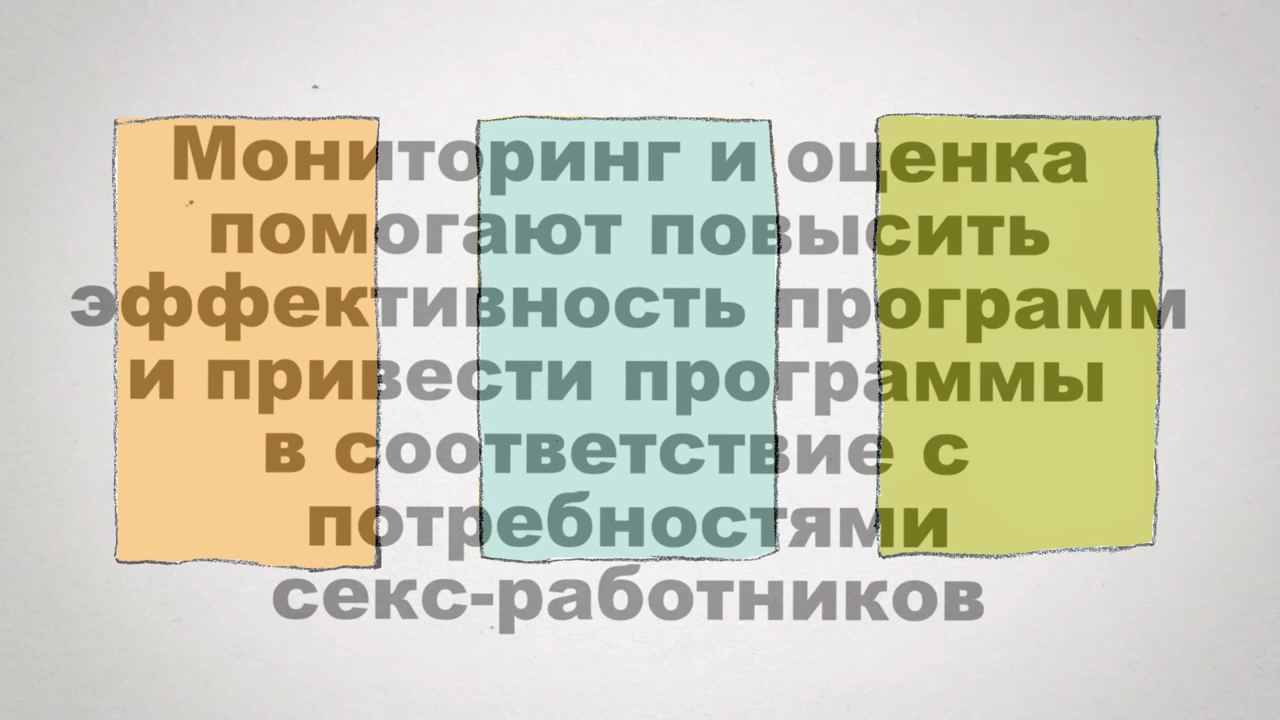 Мониторинг и оценка
помогают повысить
эффективность программ
и привести программы
в соответствие с
потребностями
секс-работников